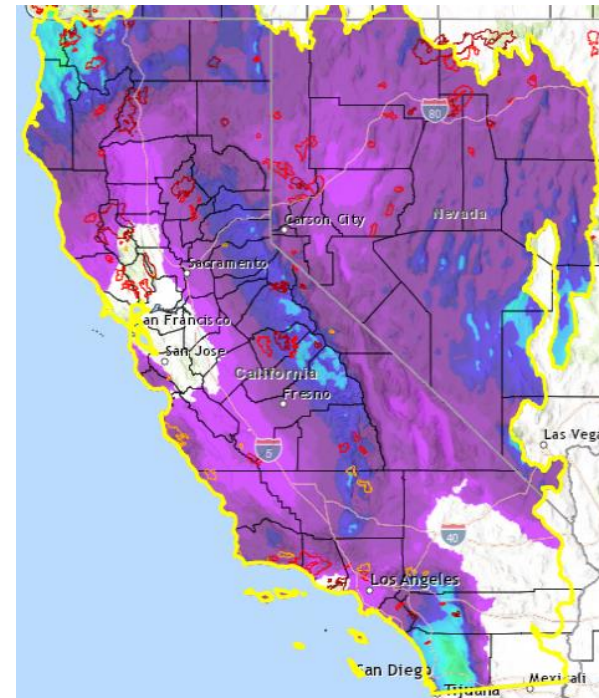 80
Carson City
Nevada
Sacramento
an Francisco
San Jose
California
Fresno
5
Las Vega
40
Los Angeles
San Diego
Tijuana
Mexicali